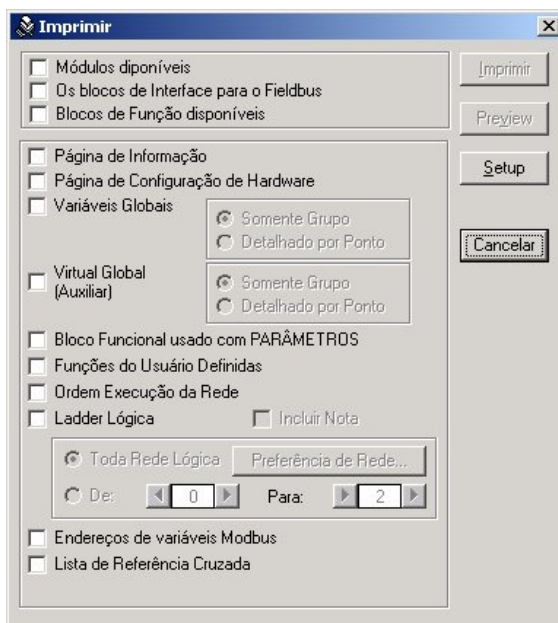 Imprimir
Módulos diponíveis
Os blocos de Interface para o Fieldbus
Blocos de Função disponíveis
Imprimir
Preview
Setup
Cancelar
Página de Informação
Página de Configuração de Hardware
Variáveis Globais
Somente Grupo
Detalhado por Ponto
Virtual Global
(Auxiliar)
Somente Grupo
Detalhado por Ponto
Bloco Funcional usado com PARÂMETROS
Funções do Usuário Definidas
Ordem Execução da Rede
Ladder Lógica Incluir Nota
Toda Rede Lógica Preferência de Rede...
De: 0 Para: 2
Endereços de variáveis Modbus
Lista de Referência Cruzada